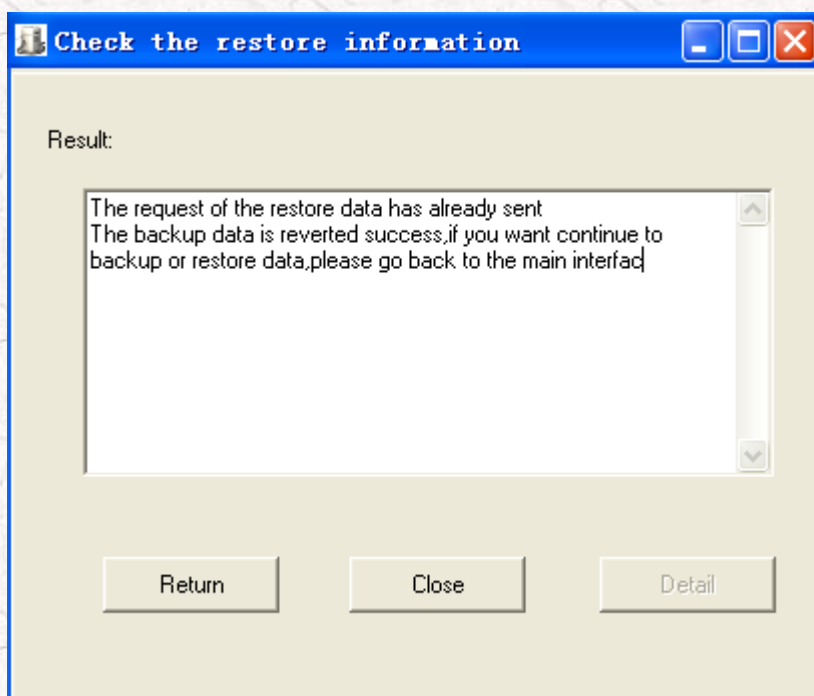 Check the restore information
Result:
The request of the restore data has already sent
The backup data is reverted success,if you want continue to
backup or restore data,please go back to the main interfac
Return
Close
Detail